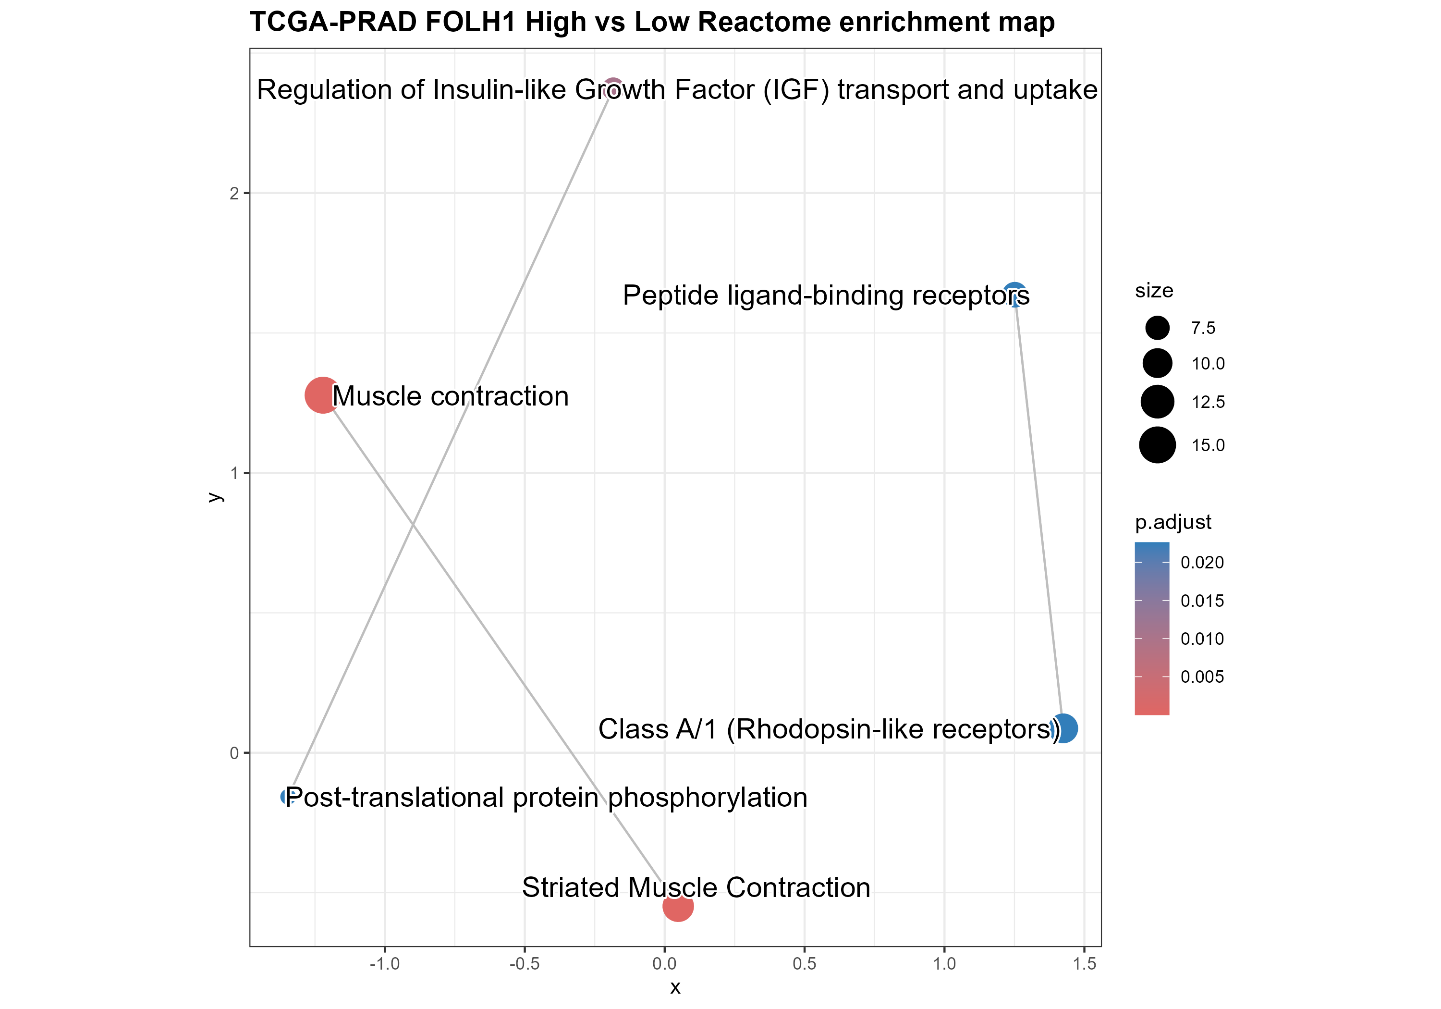 TCGA-PRAD FOLH1 High vs Low Reactome enrichment map
Regulation of Insulin-like Growth Factor (IGF) transport and uptake
2
Peptide ligand-binding receptors
size
7.5
10.0
12.5
15.0
Muscle contraction
1
y
p.adjust
0.020
0.015
0.010
0.005
Class A/1 (Rhodopsin-like receptors)
0
Post-translational protein phosphorylation
Striated Muscle Contraction
-1.0
-0.5
0.0
0.5
1.0
1.5
x